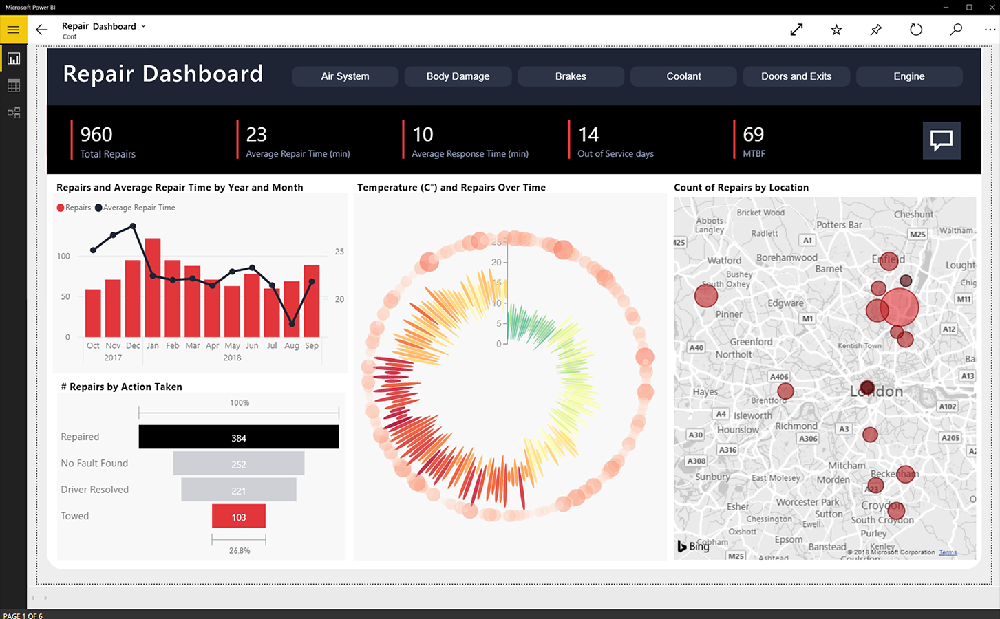 Microsoft Power BI
Repair Dashboard
Conf
Repair Dashboard
Air System
Body Damage
Brakes
Coolant
Doors and Exits
Engine
960
Total Repairs
23
Average Repair Time (min)
10
Average Response Time (min)
14
Out of Service days
69
MTBF
Repairs and Average Repair Time by Year and Month
Repairs
Average Repair Time
100
50
0
25
20
Oct Nov Dec Jan Feb Mar Apr May Jun Jul Aug Sep
2017 2018
# Repairs by Action Taken
100%
Repaired 384
No Fault Found 252
Driver Resolved 221
Towed 103
26.8%
Temperature (C°) and Repairs Over Time
25
20
15
10
5
0
Count of Repairs by Location
Cheshunt
Bricket Wood
Abbots
Langley
Potters Bar
Waltham
Radlett
M25
A1
M25
Borehamwood
Enfield
Watford
Barnet
Lought
Bushey
South Oxhey
Chig
Edgware
M11
Pinner
M1
A12
Greenford
Kentish Town
A40
Northolt
Ba
A406
A13
Hayes
London
Brentford
A102
A4
Isleworth
Richmond
A3
Hounslow
A30
A306
A205
A316
A2
A308
Mitcham
Sunbury
East Molesey
Morden
Beckenham
A23
Esher
Worcester Park
Croydon
Chessington
Sutton
South Croydon
Ewell
Oxshott
Purley
Cobham
Epsom
Banstead
Kenley
Bing
© 2018 Microsoft Corporation Terms
M25
Ashtead
Coulsdon
PAGE 1 OF 6